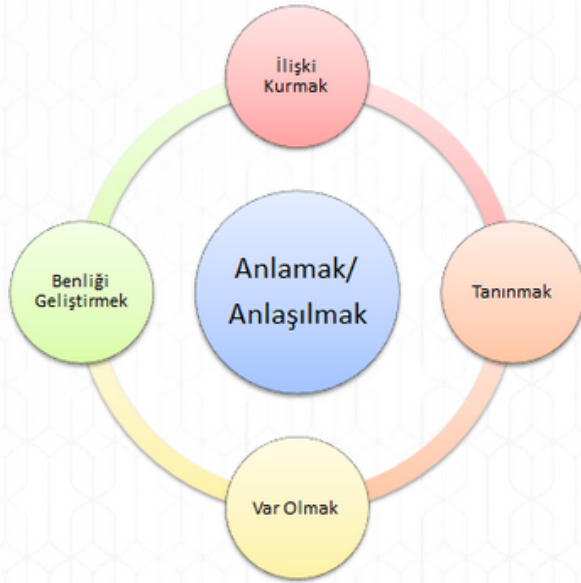 İlişki
Kurmak
Benliği
Geliştirmek
Anlamak/
Anlaşılmak
Tanınmak
Var Olmak